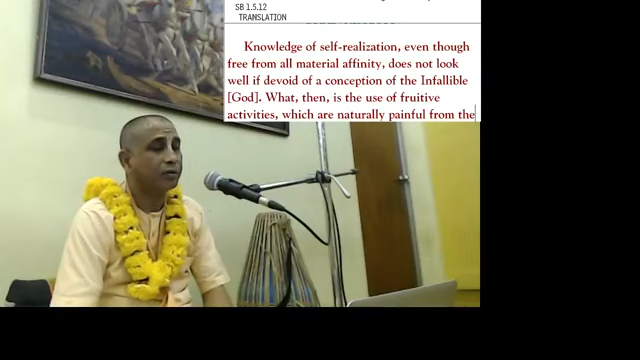 SB 1.5.12
TRANSLATION
Knowledge of self-realization, even though
free from all material affinity, does not look
well if devoid of a conception of the Infallible
[God]. What, then, is the use of fruitive
activities, which are naturally painful from the